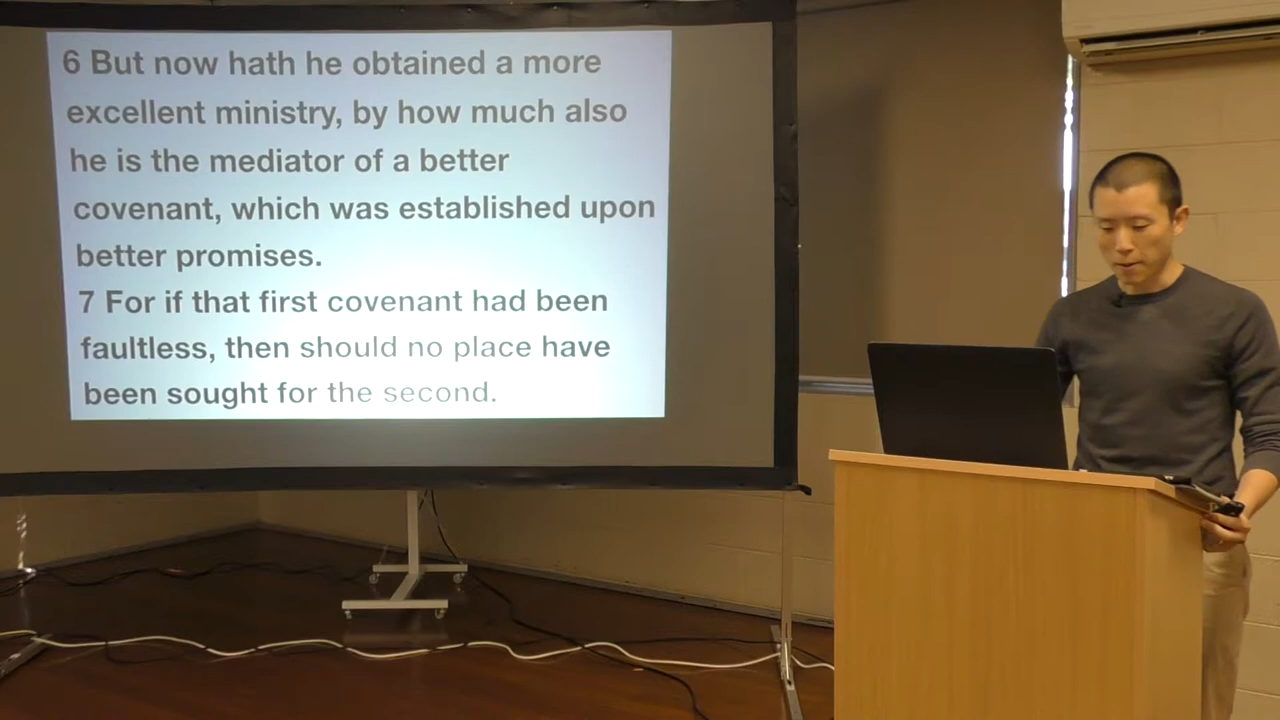 6 But now hath he obtained a more
excellent ministry, by how much also
he is the mediator of a better
covenant, which was established upon
better promises.
7 For if that first covenant had been
faultless, then should no place have
been sought for the second.